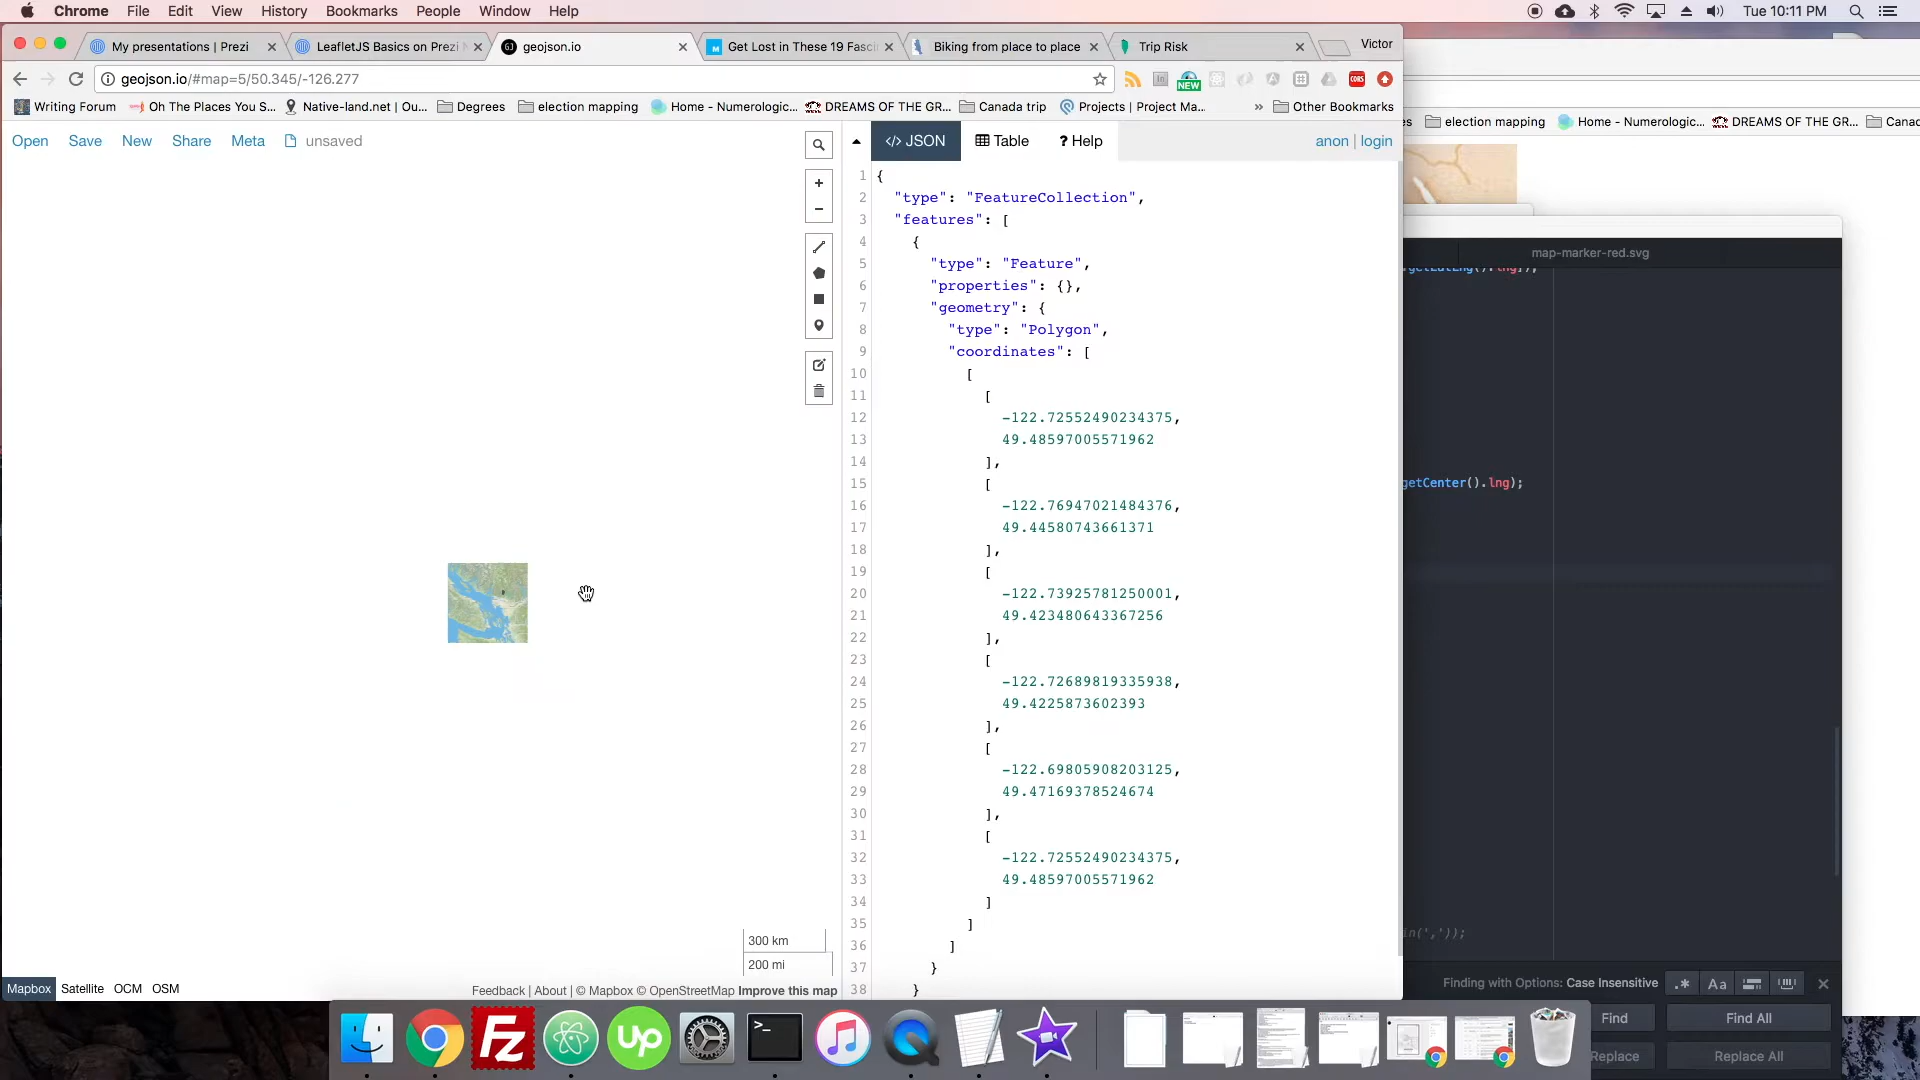 Chrome File Edit View History Bookmarks People Window Help Tue 10:11 PM
My presentations | Prezi LeafletJS Basics on Prezi geojson.io Get Lost in These 19 Fasci Biking from place to place Trip Risk Victor
geojson.io/#map=5/50.345/-126.277 NEW CORS
Writing Forum Oh The Places You S... Native-land.net | Ou... Degrees election mapping Home - Numerologic... DREAMS OF THE GR... Canada trip Projects | Project Ma... » Other Bookmarks
es election mapping Home - Numerologic... DREAMS OF THE GR... Canad
Open Save New Share Meta unsaved
</> JSON Table ? Help anon | login
+
−
1 {
2 "type": "FeatureCollection",
3 "features": [
4 {
5 "type": "Feature",
6 "properties": {},
7 "geometry": {
8 "type": "Polygon",
9 "coordinates": [
10 [
11 [
12 -122.72552490234375,
13 49.48597005571962
14 ],
15 [
16 -122.76947021484376,
17 49.44580743661371
18 ],
19 [
20 -122.73925781250001,
21 49.423480643367256
22 ],
23 [
24 -122.72689819335938,
25 49.4225873602393
26 ],
27 [
28 -122.69805908203125,
29 49.47169378524674
30 ],
31 [
32 -122.72552490234375,
33 49.48597005571962
34 ]
35 ]
36 ]
37 }
38 }
300 km
200 mi
Mapbox Satellite OCM OSM
Feedback | About | © Mapbox © OpenStreetMap Improve this map
map-marker-red.svg
getCenter().lng);
in(','));
Finding with Options: Case Insensitive .* Aa
Find Find All
Replace Replace All
Fz Up >_